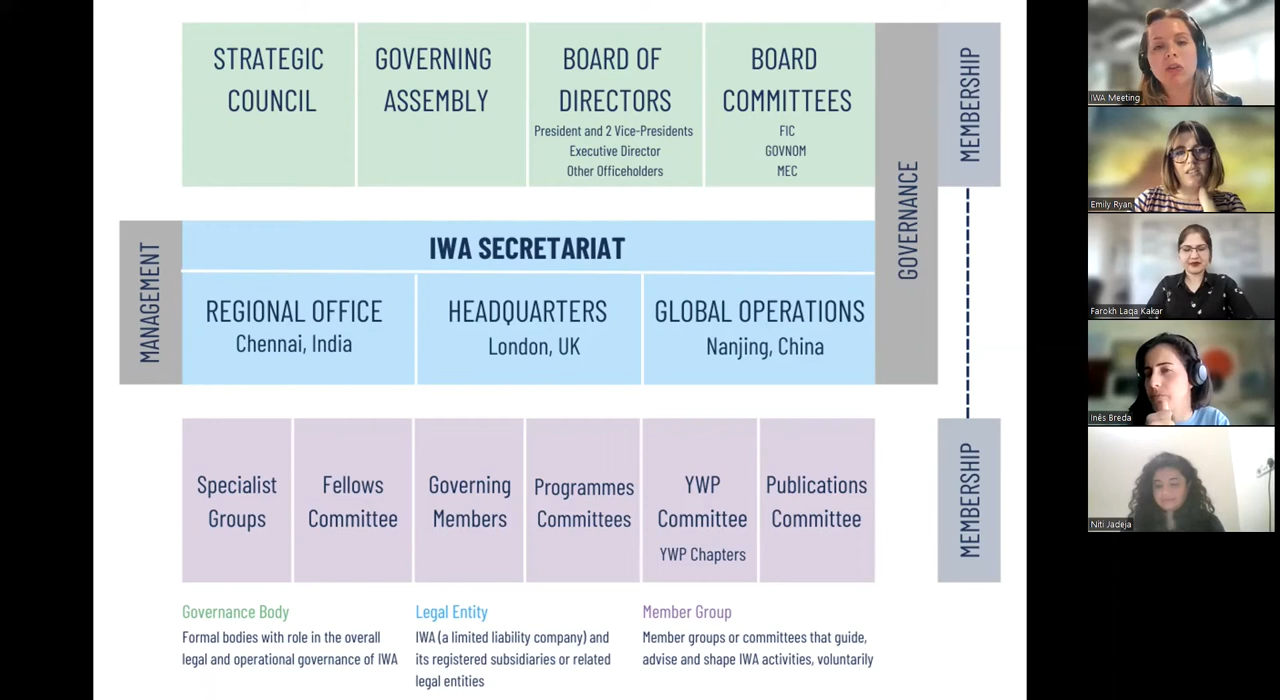 STRATEGIC
COUNCIL
GOVERNING
ASSEMBLY
BOARD OF
DIRECTORS
President and 2 Vice-Presidents
Executive Director
Other Officeholders
BOARD
COMMITTEES
FIC
GOVNOM
MEC
GOVERNANCE
MEMBERSHIP
MANAGEMENT
IWA SECRETARIAT
REGIONAL OFFICE
Chennai, India
HEADQUARTERS
London, UK
GLOBAL OPERATIONS
Nanjing, China
Specialist
Groups
Fellows
Committee
Governing
Members
Programmes
Committees
YWP
Committee
YWP Chapters
Publications
Committee
MEMBERSHIP
Governance Body
Formal bodies with role in the overall
legal and operational governance of IWA
Legal Entity
IWA (a limited liability company) and
its registered subsidiaries or related
legal entities
Member Group
Member groups or committees that guide,
advise and shape IWA activities, voluntarily
IWA Meeting
Emily Ryan
Farokh Laqa Kakar
Inês Breda
Niti Jadeja